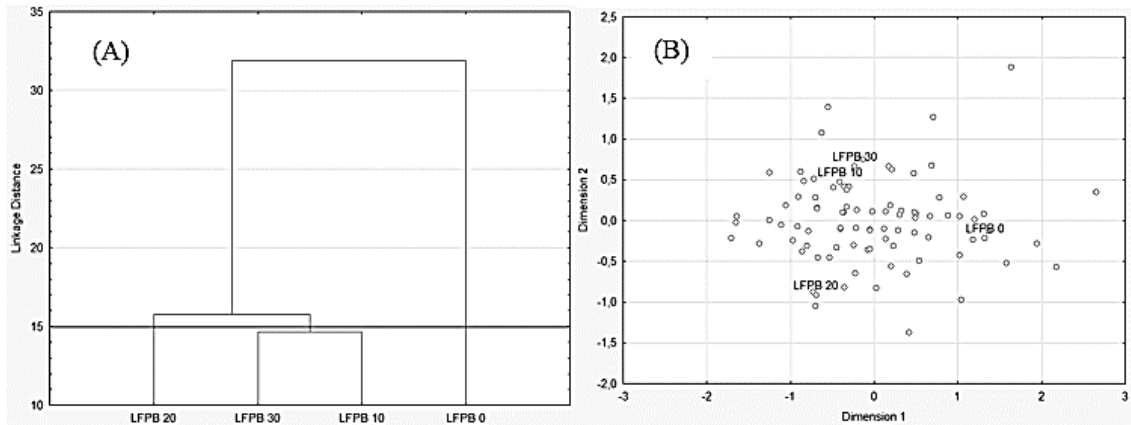 (A)
35
30
25
20
15
10
Linkage Distance
LFPB 20 LFPB 30 LFPB 10 LFPB 0
(B)
2,5
2,0
1,5
1,0
0,5
0,0
-0,5
-1,0
-1,5
-2,0
Dimension 2
LFPB 30
LFPB 10
LFPB 0
LFPB 20
-3 -2 -1 0 1 2 3
Dimension 1